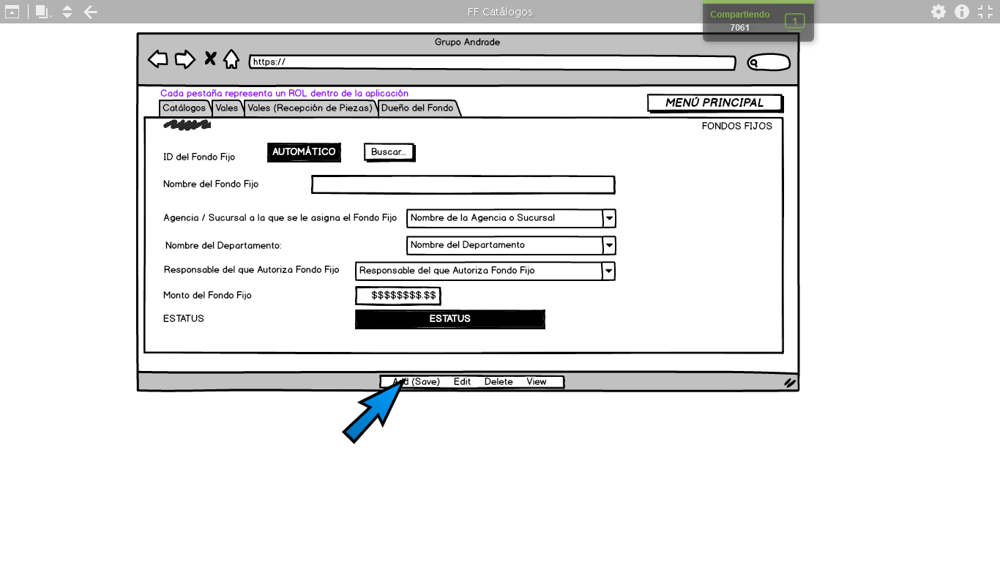 FF Catálogos
Compartiendo
7061
1
Grupo Andrade
https://
Cada pestaña representa un ROL dentro de la aplicación
Catálogos Vales Vales (Recepción de Piezas) Dueño del Fondo
MENÚ PRINCIPAL
FONDOS FIJOS
ID del Fondo Fijo AUTOMÁTICO Buscar...
Nombre del Fondo Fijo
Agencia / Sucursal a la que se le asigna el Fondo Fijo Nombre de la Agencia o Sucursal
Nombre del Departamento: Nombre del Departamento
Responsable del que Autoriza Fondo Fijo Responsable del que Autoriza Fondo Fijo
Monto del Fondo Fijo $$$$$$$$.$$
ESTATUS ESTATUS
Add (Save) Edit Delete View